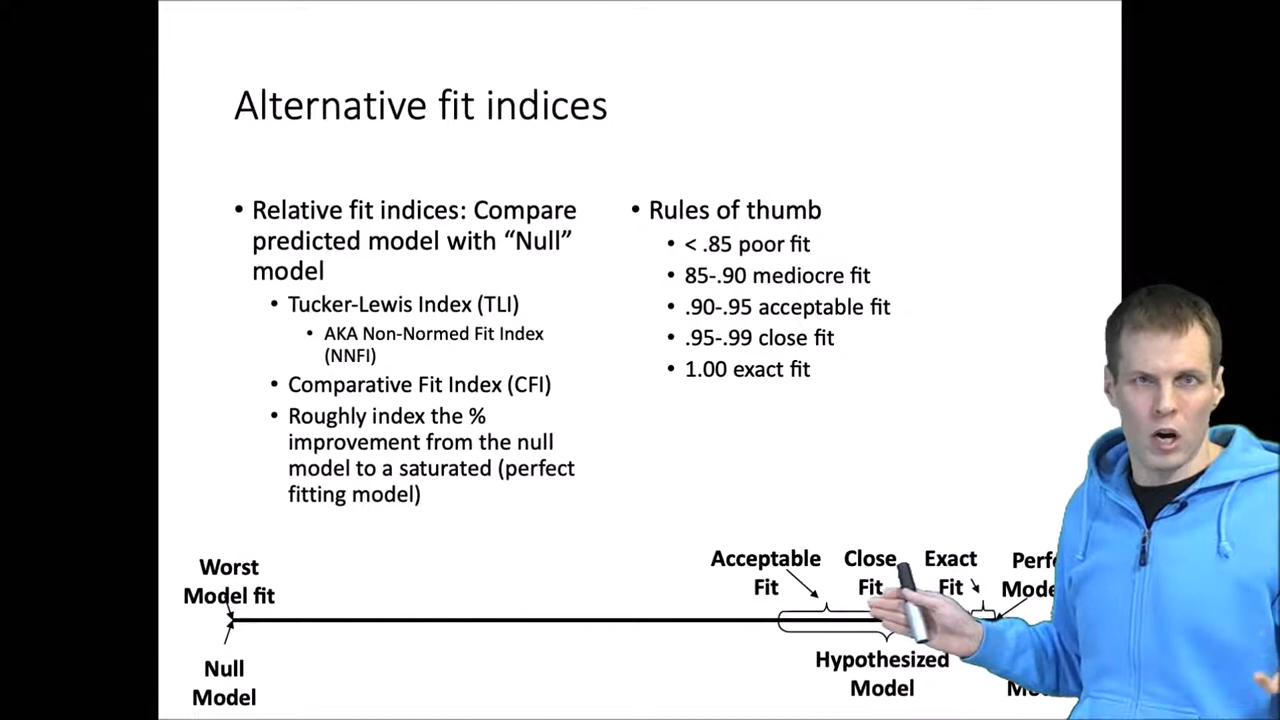 Alternative fit indices
• Relative fit indices: Compare
predicted model with “Null”
model
• Tucker-Lewis Index (TLI)
• AKA Non-Normed Fit Index
(NNFI)
• Comparative Fit Index (CFI)
• Roughly index the %
improvement from the null
model to a saturated (perfect
fitting model)
• Rules of thumb
• < .85 poor fit
• 85-.90 mediocre fit
• .90-.95 acceptable fit
• .95-.99 close fit
• 1.00 exact fit
Worst
Model fit
Acceptable
Fit
Close
Fit
Exact
Fit
Null
Model
Hypothesized
Model